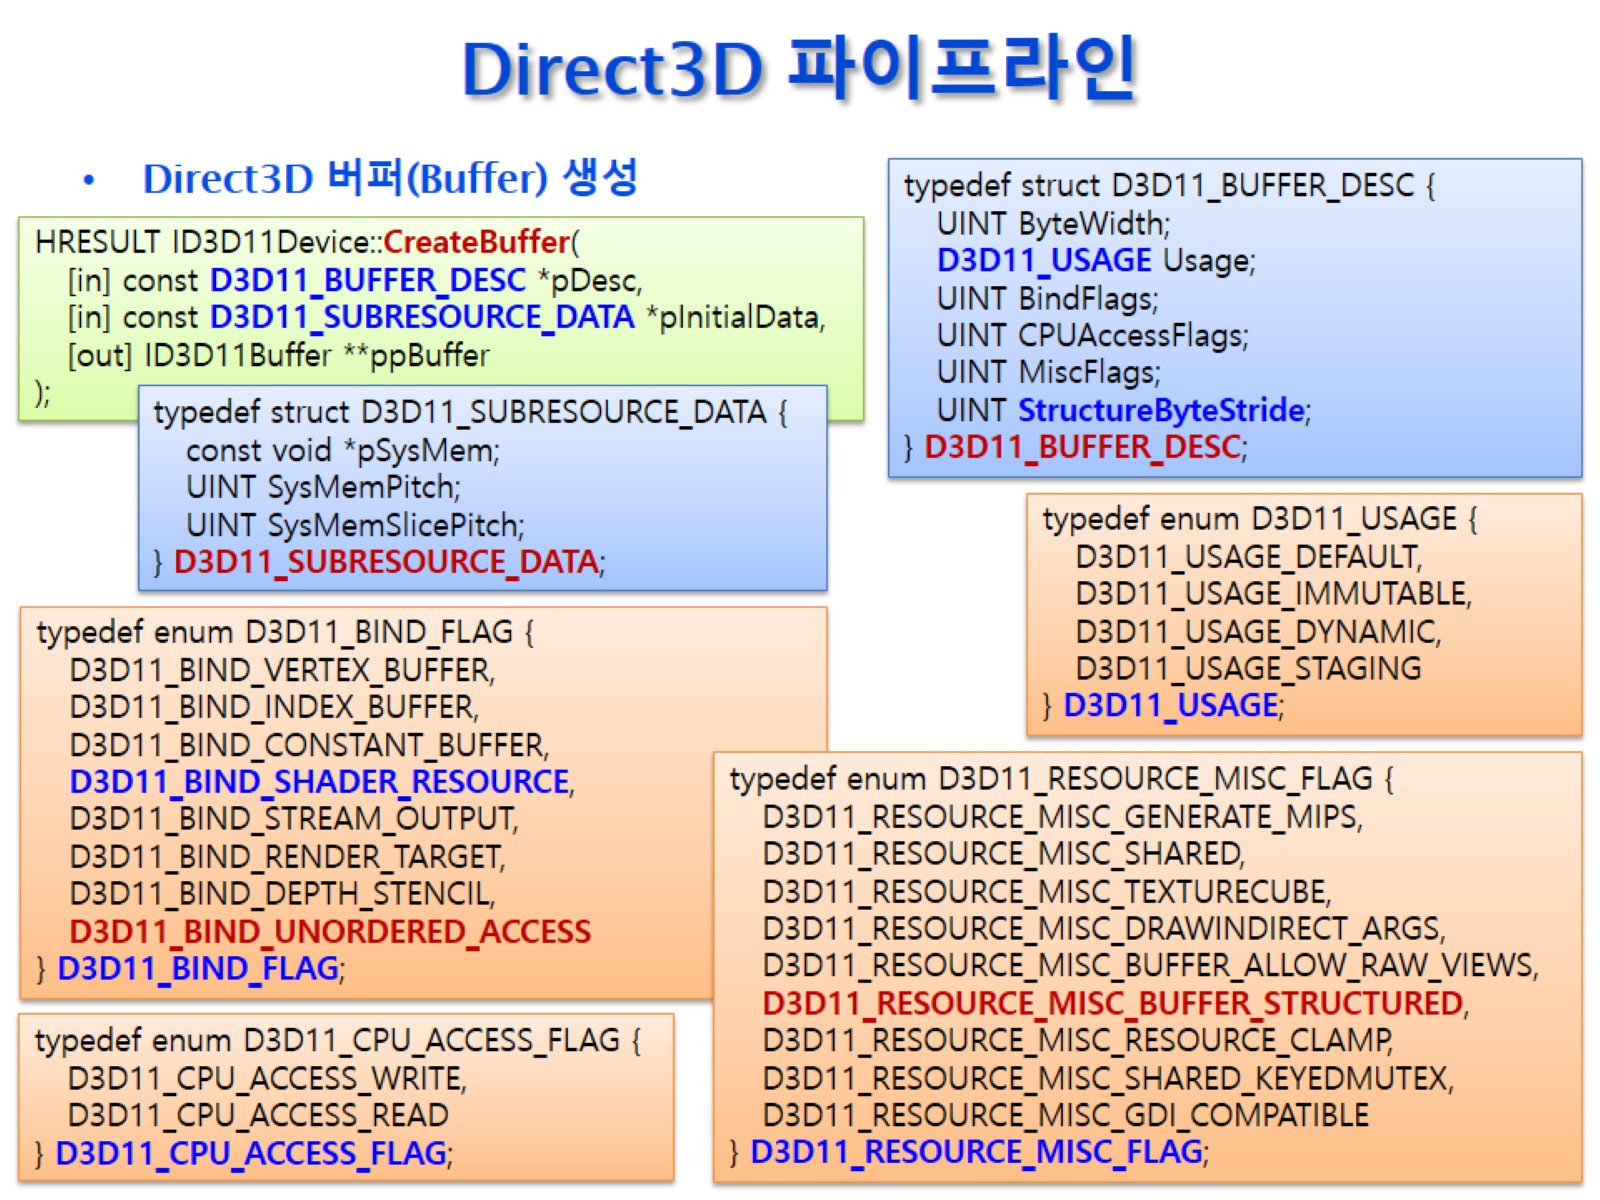 Direct3D 파이프라인
• Direct3D 버퍼(Buffer) 생성
HRESULT ID3D11Device::CreateBuffer(
[in] const D3D11_BUFFER_DESC *pDesc,
[in] const D3D11_SUBRESOURCE_DATA *pInitialData,
[out] ID3D11Buffer **ppBuffer
);
typedef struct D3D11_SUBRESOURCE_DATA {
const void *pSysMem;
UINT SysMemPitch;
UINT SysMemSlicePitch;
} D3D11_SUBRESOURCE_DATA;
typedef struct D3D11_BUFFER_DESC {
UINT ByteWidth;
D3D11_USAGE Usage;
UINT BindFlags;
UINT CPUAccessFlags;
UINT MiscFlags;
UINT StructureByteStride;
} D3D11_BUFFER_DESC;
typedef enum D3D11_USAGE {
D3D11_USAGE_DEFAULT,
D3D11_USAGE_IMMUTABLE,
D3D11_USAGE_DYNAMIC,
D3D11_USAGE_STAGING
} D3D11_USAGE;
typedef enum D3D11_BIND_FLAG {
D3D11_BIND_VERTEX_BUFFER,
D3D11_BIND_INDEX_BUFFER,
D3D11_BIND_CONSTANT_BUFFER,
D3D11_BIND_SHADER_RESOURCE,
D3D11_BIND_STREAM_OUTPUT,
D3D11_BIND_RENDER_TARGET,
D3D11_BIND_DEPTH_STENCIL,
D3D11_BIND_UNORDERED_ACCESS
} D3D11_BIND_FLAG;
typedef enum D3D11_RESOURCE_MISC_FLAG {
D3D11_RESOURCE_MISC_GENERATE_MIPS,
D3D11_RESOURCE_MISC_SHARED,
D3D11_RESOURCE_MISC_TEXTURECUBE,
D3D11_RESOURCE_MISC_DRAWINDIRECT_ARGS,
D3D11_RESOURCE_MISC_BUFFER_ALLOW_RAW_VIEWS,
D3D11_RESOURCE_MISC_BUFFER_STRUCTURED,
D3D11_RESOURCE_MISC_RESOURCE_CLAMP,
D3D11_RESOURCE_MISC_SHARED_KEYEDMUTEX,
D3D11_RESOURCE_MISC_GDI_COMPATIBLE
} D3D11_RESOURCE_MISC_FLAG;
typedef enum D3D11_CPU_ACCESS_FLAG {
D3D11_CPU_ACCESS_WRITE,
D3D11_CPU_ACCESS_READ
} D3D11_CPU_ACCESS_FLAG;